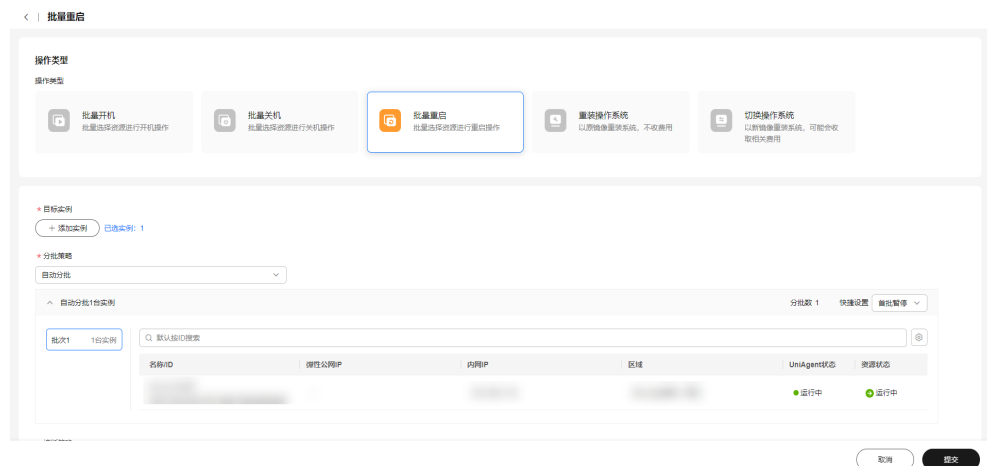 批量重启
操作类型
操作类型
批量开机
批量选择资源进行开机操作
批量关机
批量选择资源进行关机操作
批量重启
批量选择资源进行重启操作
重装操作系统
以原镜像重装系统，不收费用
切换操作系统
以新镜像重装系统，可能会收
取相关费用
* 目标实例
+ 添加实例 已选实例：1
* 分批策略
自动分批
自动分批1台实例 分批数 1 快捷设置 首批暂停
批次1 1台实例
默认按ID搜索
名称/ID 弹性公网IP 内网IP 区域 UniAgent状态 资源状态
运行中 运行中
取消 提交